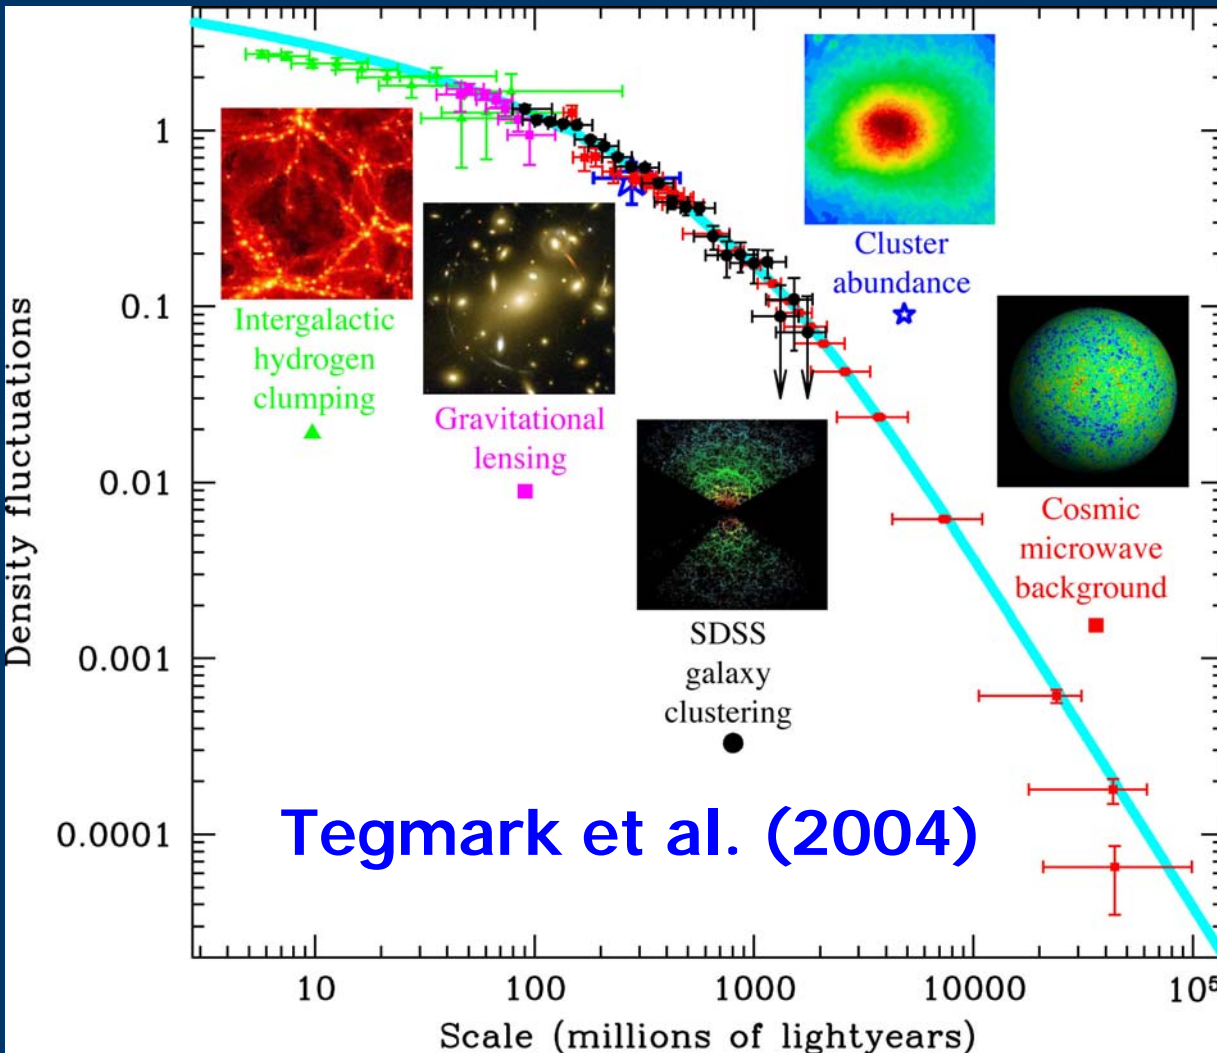 Density fluctuations
1
0.1
0.01
0.001
0.0001
Intergalactic
hydrogen
clumping
Gravitational
lensing
SDSS
galaxy
clustering
Cluster
abundance
Cosmic
microwave
background
Tegmark et al. (2004)
10
100
1000
10000
10⁵
Scale (millions of lightyears)